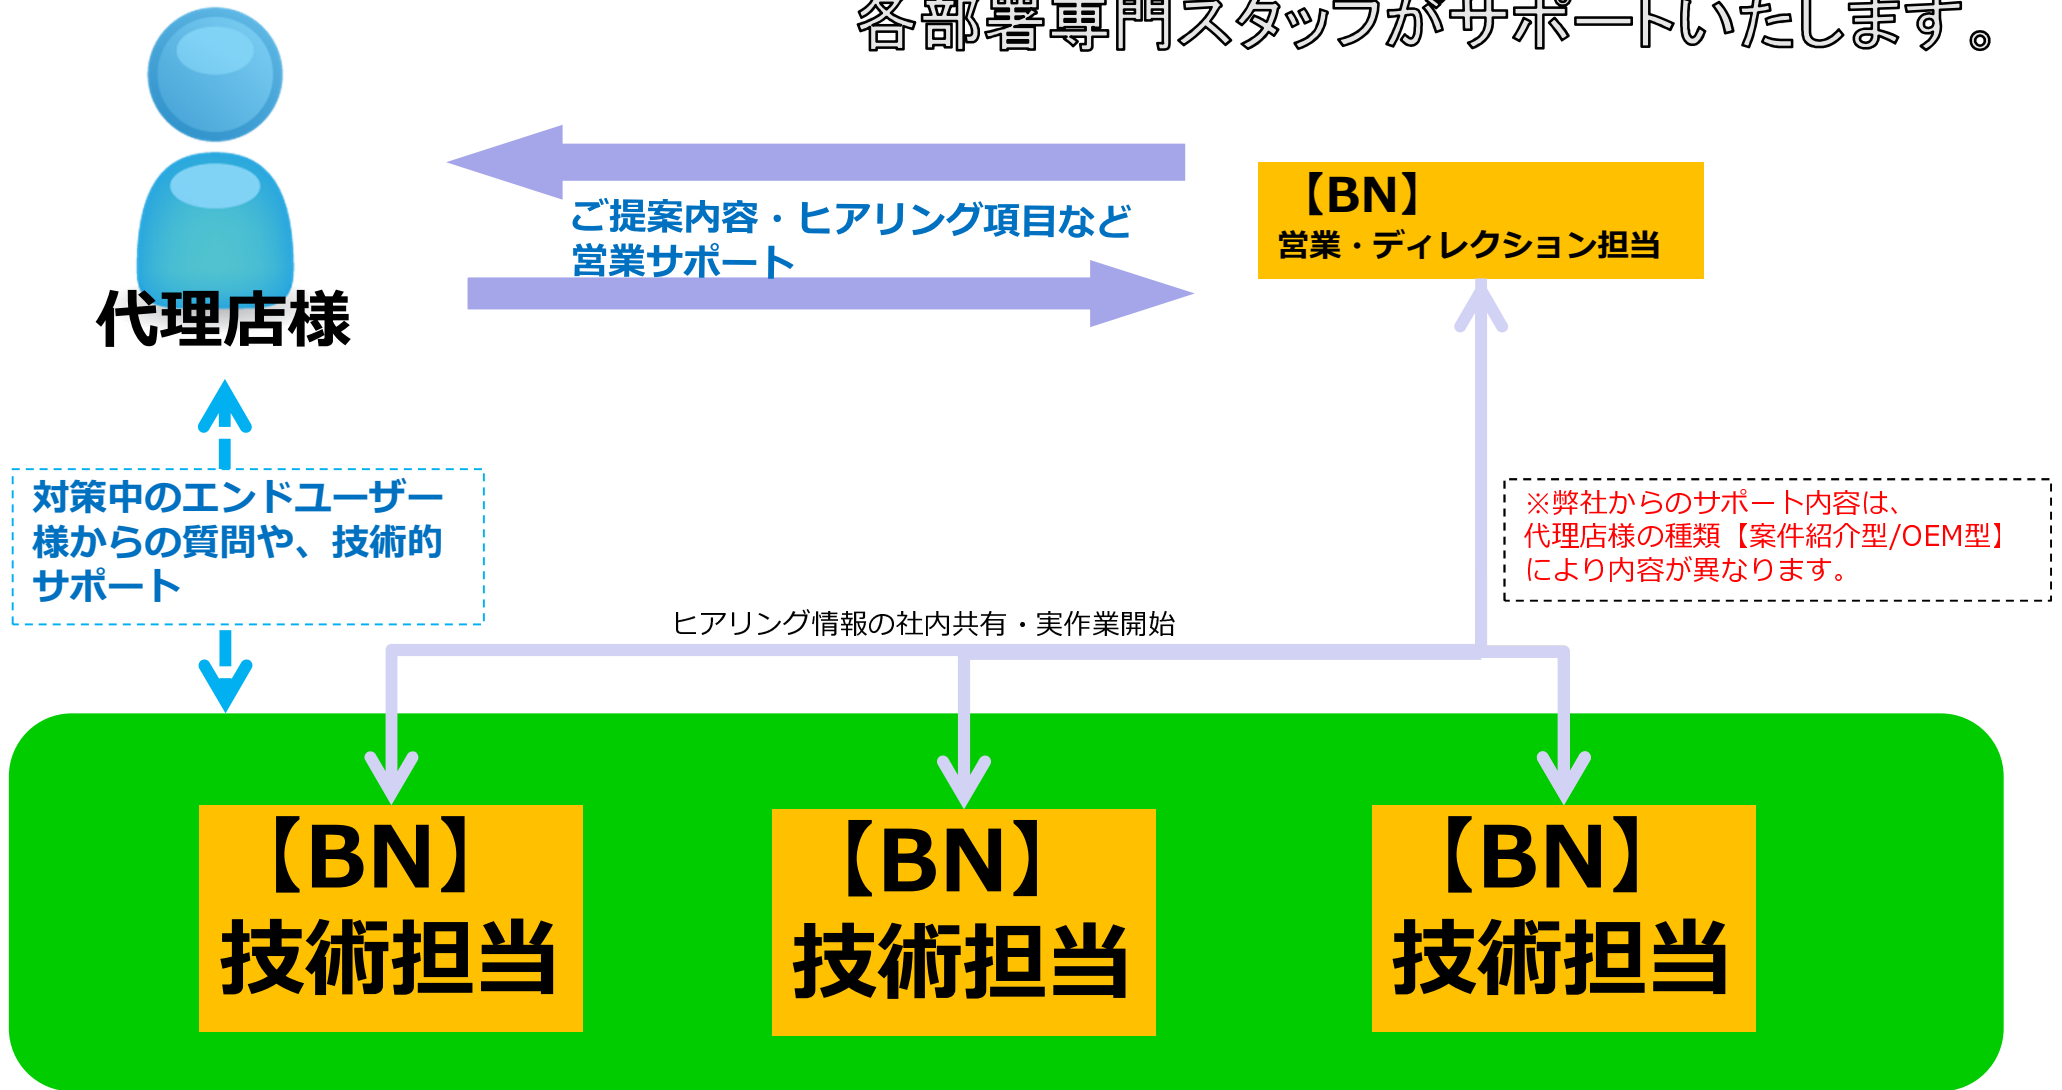 各部署専門スタッフがサポートいたします。
【BN】
営業・ディレクション担当
ご提案内容・ヒアリング項目など
営業サポート
代理店様
対策中のエンドユーザー
様からの質問や、技術的
サポート
※弊社からのサポート内容は、
代理店様の種類【案件紹介型/OEM型】
により内容が異なります。
ヒアリング情報の社内共有・実作業開始
【BN】
技術担当
【BN】
技術担当
【BN】
技術担当